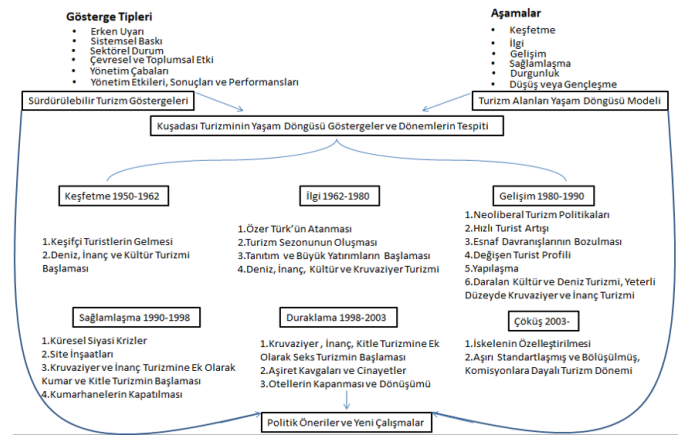 Gösterge Tipleri
Erken Uyarı
Sistemsel Baskı
Sektörel Durum
Çevresel ve Toplumsal Etki
Yönetim Çabaları
Yönetim Etkileri, Sonuçları ve Performansları
Sürdürülebilir Turizm Göstergeleri
Aşamalar
Keşfetme
İlgi
Gelişim
Sağlamlaşma
Durgunluk
Düşüş veya Gençleşme
Turizm Alanları Yaşam Döngüsü Modeli
Kuşadası Turizminin Yaşam Döngüsü Göstergeler ve Dönemlerin Tespiti
Keşfetme 1950-1962
1.Keşifçi Turistlerin Gelmesi
2.Deniz, İnanç ve Kültür Turizmi
Başlaması
İlgi 1962-1980
1.Özer Türk'ün Atanması
2.Turizm Sezonunun Oluşması
3.Tanıtım ve Büyük Yatırımların Başlaması
4.Deniz, İnanç, Kültür ve Kruvaziyer Turizmi
Gelişim 1980-1990
1.Neoliberal Turizm Politikaları
2.Hızlı Turist Artışı
3.Esnaf Davranışlarının Bozulması
4.Değişen Turist Profili
5.Yapılaşma
6.Daralan Kültür ve Deniz Turizmi, Yeterli
Düzeyde Kruvaziyer ve İnanç Turizmi
Sağlamlaşma 1990-1998
1.Küresel Siyasi Krizler
2.Site İnşaatları
3.Kruvaziyer ve İnanç Turizmine Ek Olarak
Kumar ve Kitle Turizmin Başlaması
4.Kumarhanelerin Kapatılması
Duraklama 1998-2003
1.Kruvaziyer , İnanç, Kitle Turizmine Ek
Olarak Seks Turizmin Başlaması
2.Aşiret Kavgaları ve Cinayetler
3.Otellerin Kapanması ve Dönüşümü
Çöküş 2003-
1.İskelenin Özelleştirilmesi
2.Aşırı Standartlaşmış ve Bölüşülmüş,
Komisyonlara Dayalı Turizm Dönemi
Politik Öneriler ve Yeni Çalışmalar